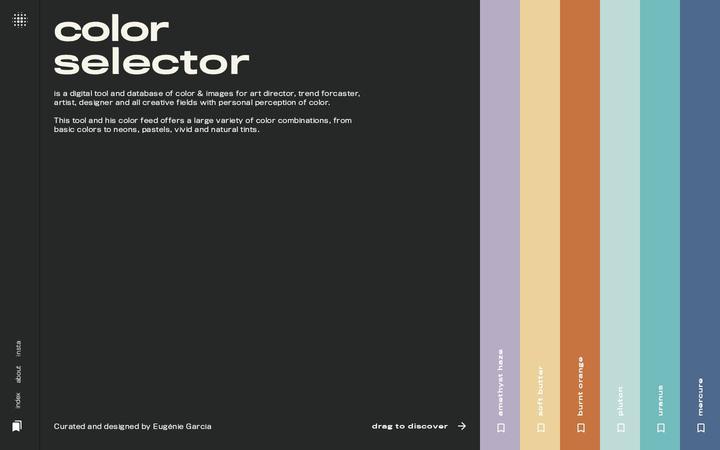 color
selector
is a digital tool and database of color & images for art director, trend forcaster,
artist, designer and all creative fields with personal perception of color.
This tool and his color feed offers a large variety of color combinations, from
basic colors to neons, pastels, vivid and natural tints.
insta
about
index
Curated and designed by Eugénie Garcia
drag to discover
amethyst haze
soft butter
burnt orange
pluton
uranus
mercure